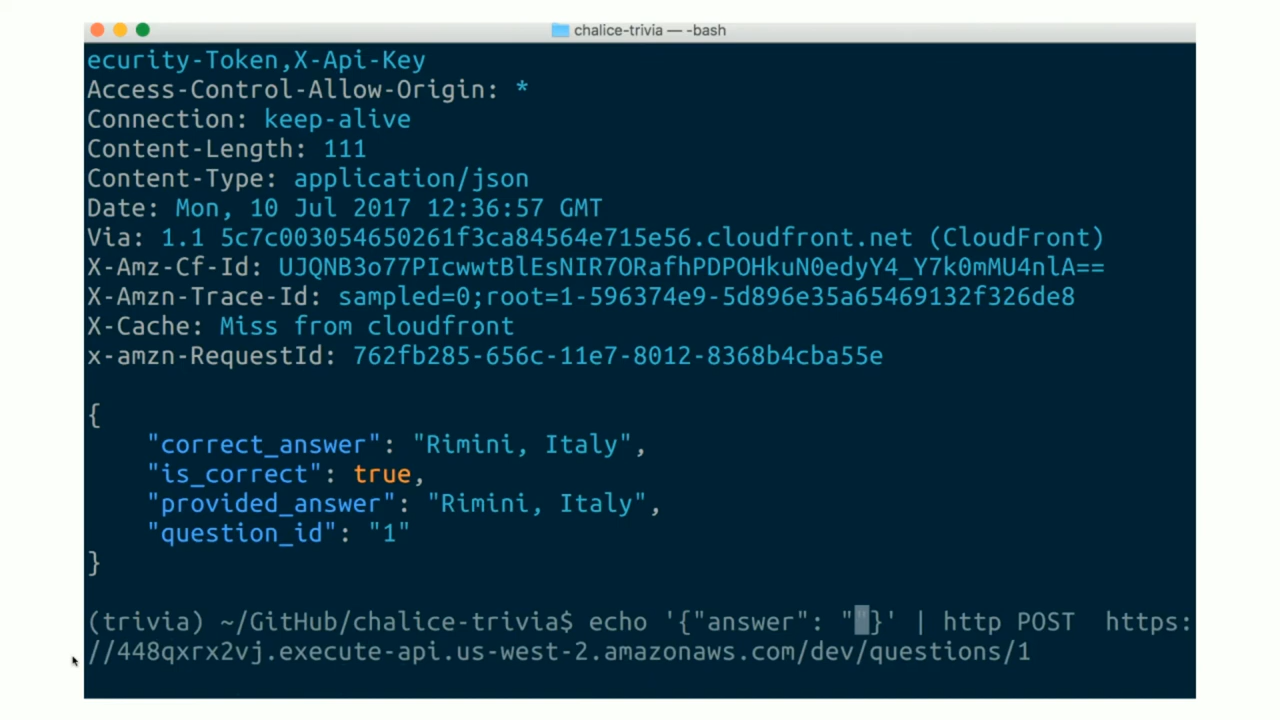 chalice-trivia — -bash
ecurity-Token,X-Api-Key
Access-Control-Allow-Origin: *
Connection: keep-alive
Content-Length: 111
Content-Type: application/json
Date: Mon, 10 Jul 2017 12:36:57 GMT
Via: 1.1 5c7c003054650261f3ca84564e715e56.cloudfront.net (CloudFront)
X-Amz-Cf-Id: UJQNB3o77PIcwwtBlEsNIR7ORafhPDPOHkuN0edyY4_Y7k0mMU4nlA==
X-Amzn-Trace-Id: sampled=0;root=1-596374e9-5d896e35a65469132f326de8
X-Cache: Miss from cloudfront
x-amzn-RequestId: 762fb285-656c-11e7-8012-8368b4cba55e
{
"correct_answer": "Rimini, Italy",
"is_correct": true,
"provided_answer": "Rimini, Italy",
"question_id": "1"
}
(trivia) ~/GitHub/chalice-trivia$ echo '{"answer": ""}' | http POST  https:
//448qxrx2vj.execute-api.us-west-2.amazonaws.com/dev/questions/1